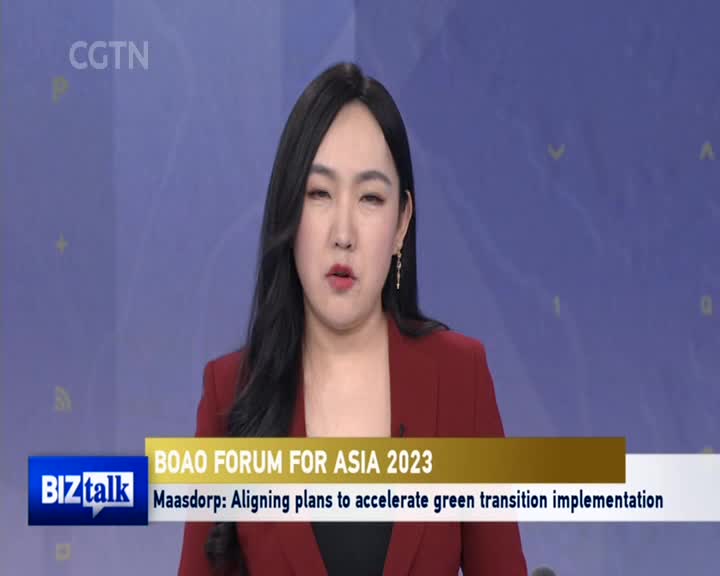 CGTN
BOAO FORUM FOR ASIA 2023
BIZtalk
Maasdorp: Aligning plans to accelerate green transition implementation